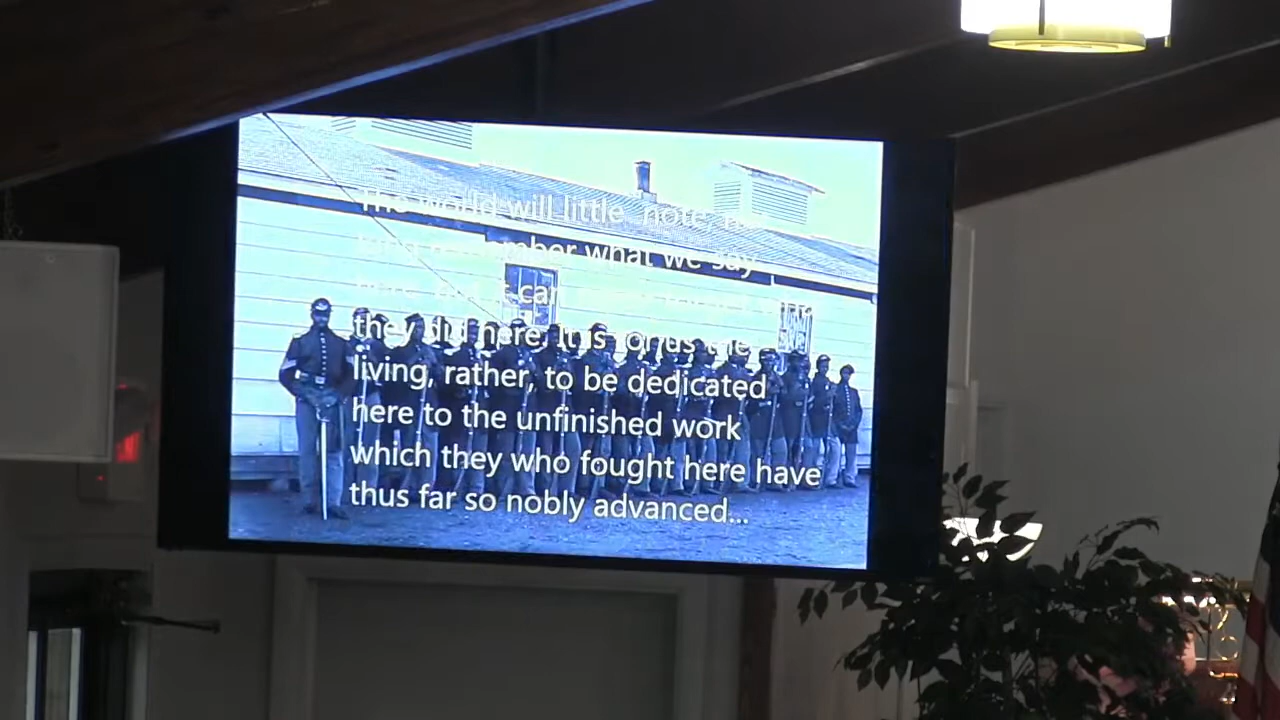 The world will little note, 
remember what we say
can
they did here. It is for us the
living, rather, to be dedicated
here to the unfinished work
which they who fought here have
thus far so nobly advanced...